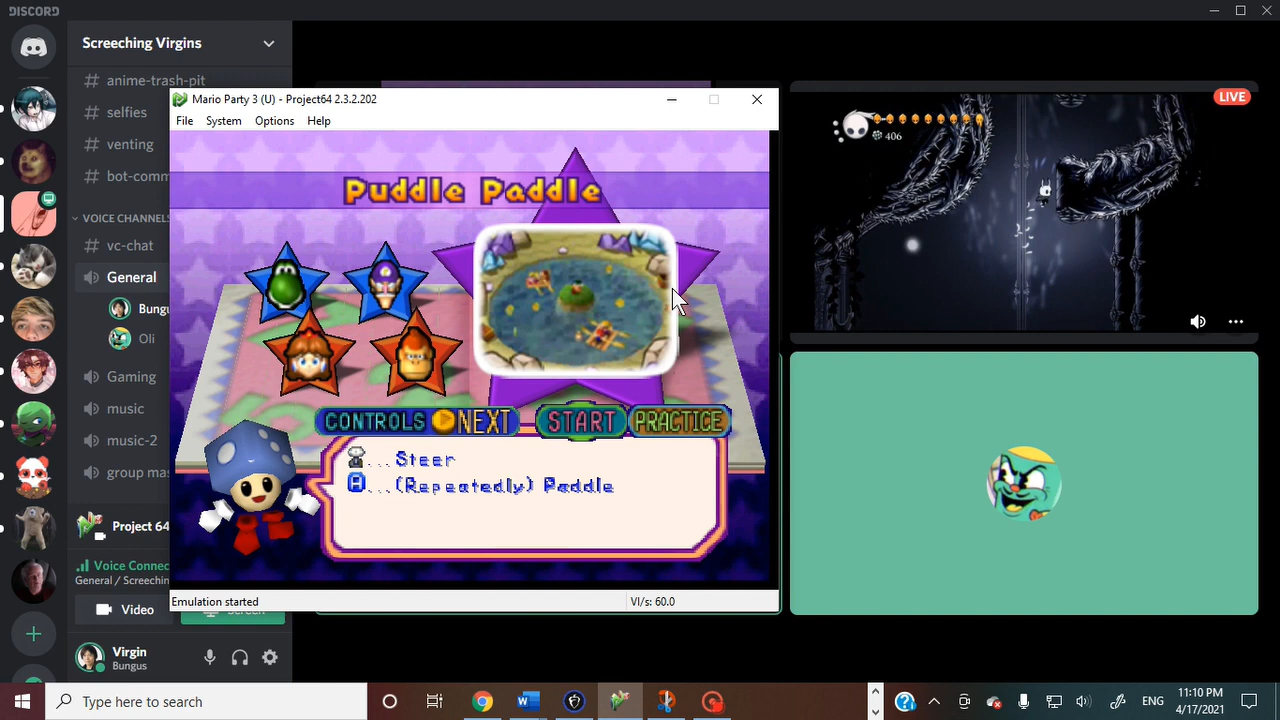 DISCORD
Screeching Virgins
# anime-trash-pit
# selfies
# venting
# bot-comm
VOICE CHANNELS
vc-chat
General
Bungu
Oli
Gaming
music
music-2
group mas
Project 64
Voice Connec
General / Screechin
Video
Screen
Virgin
Bungus
Mario Party 3 (U) - Project64 2.3.2.202
File System Options Help
Puddle Paddle
CONTROLS NEXT START PRACTICE
... Steer
A ...(Repeatedly) Paddle
Emulation started
VI/s: 60.0
LIVE
406
Type here to search
ENG
11:10 PM
4/17/2021